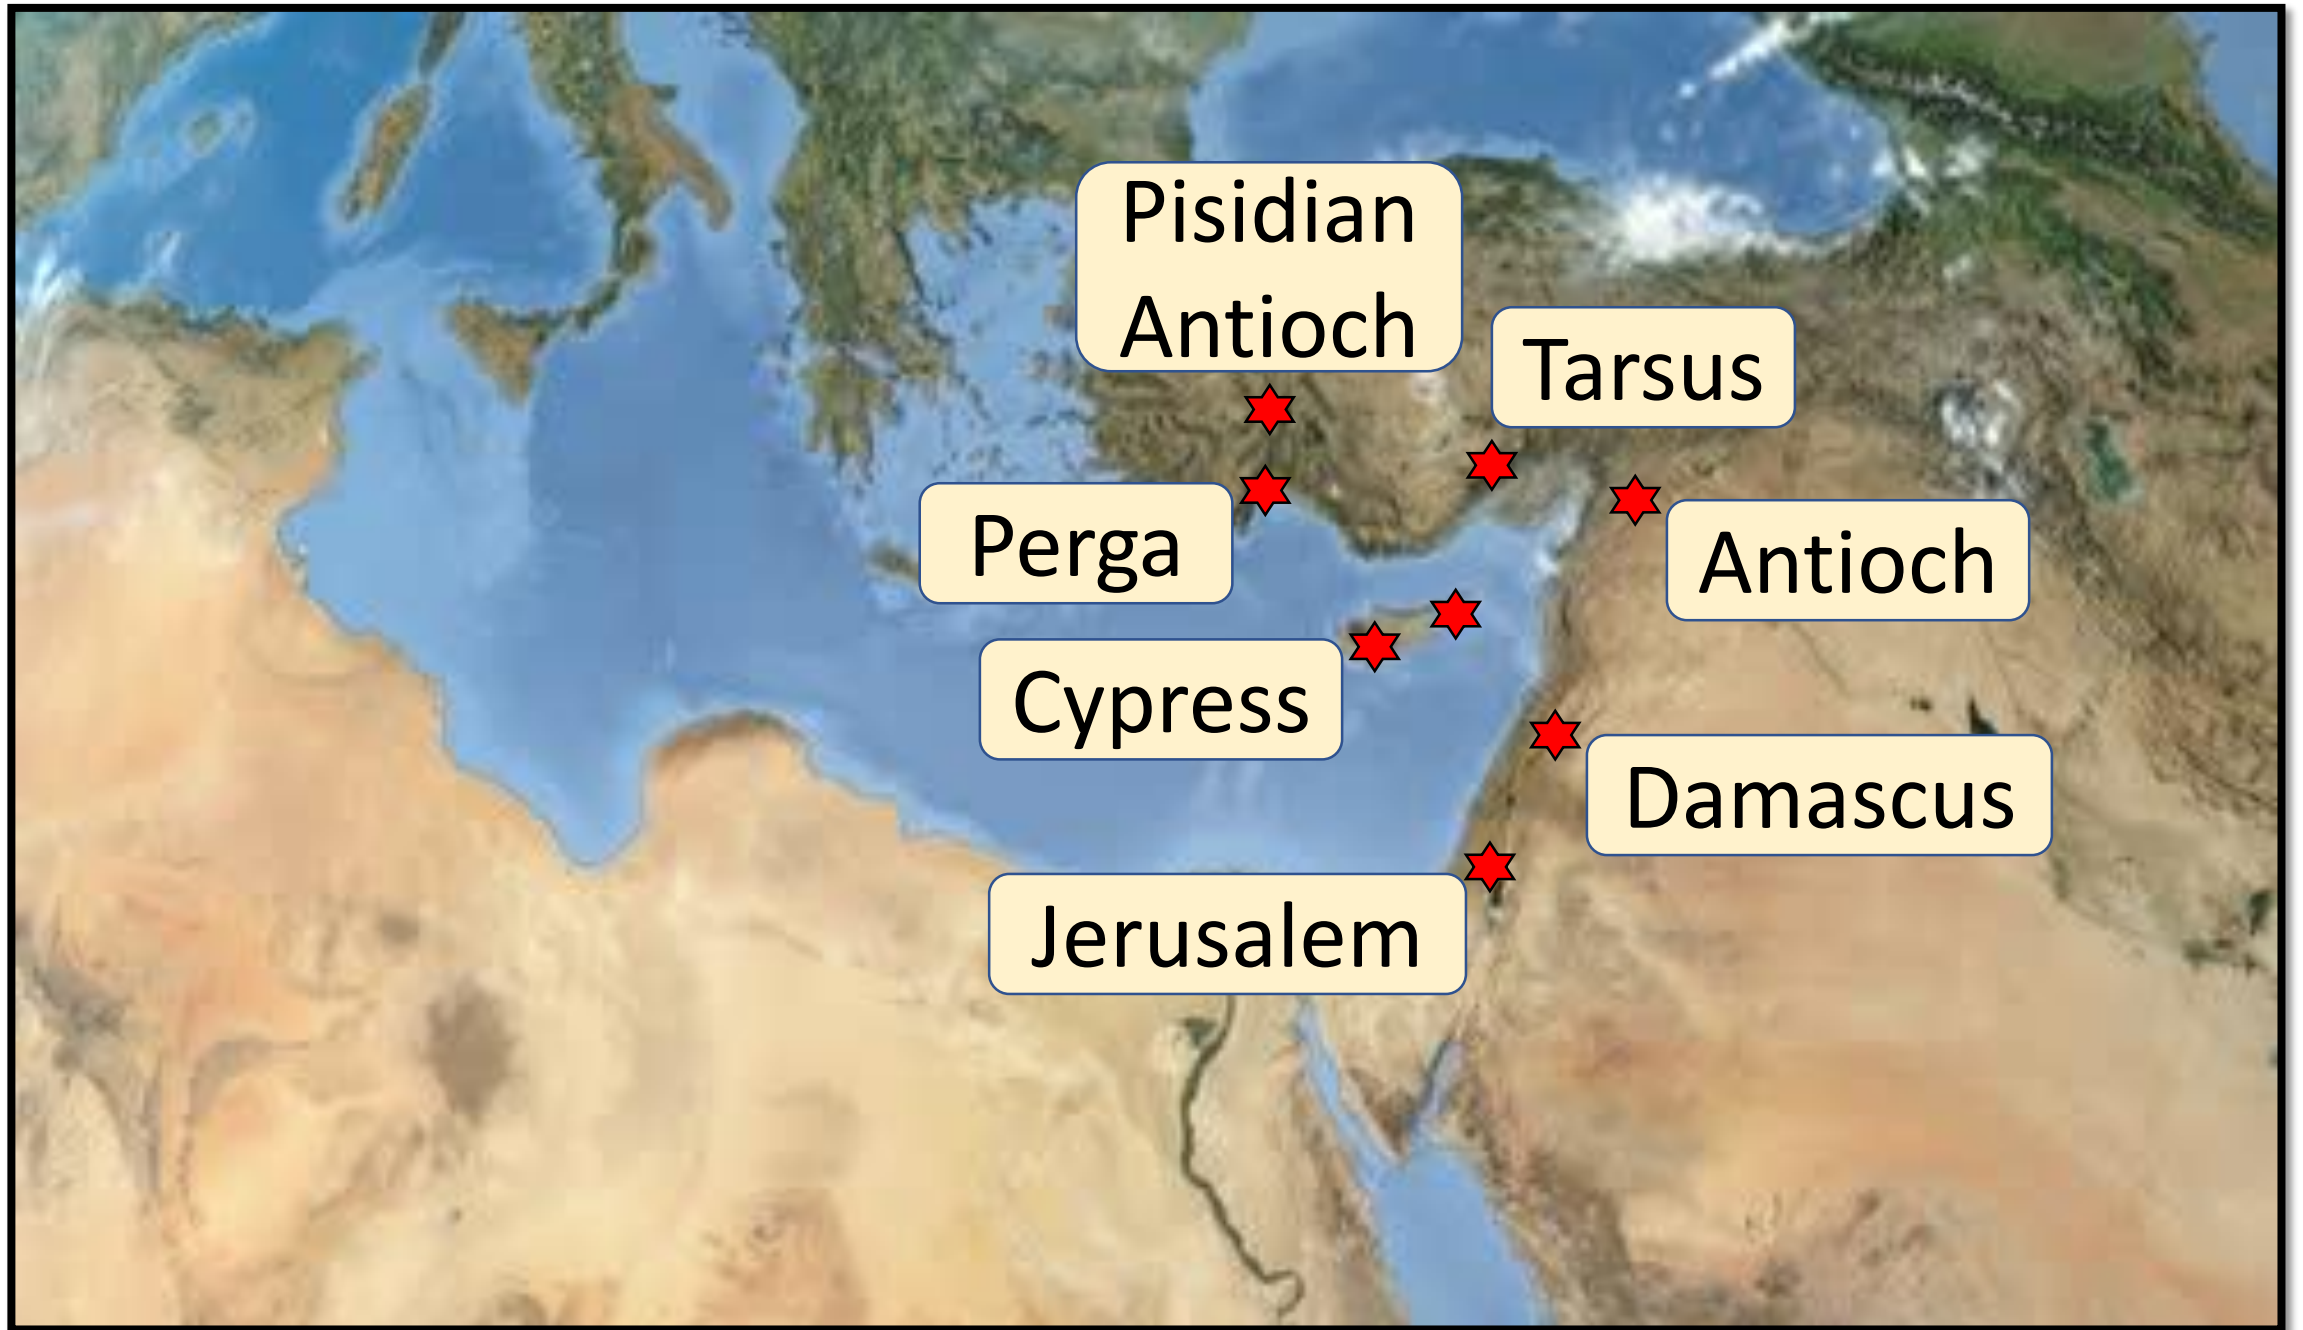 Pisidian
Antioch
Tarsus
Perga
Antioch
Cypress
Damascus
Jerusalem